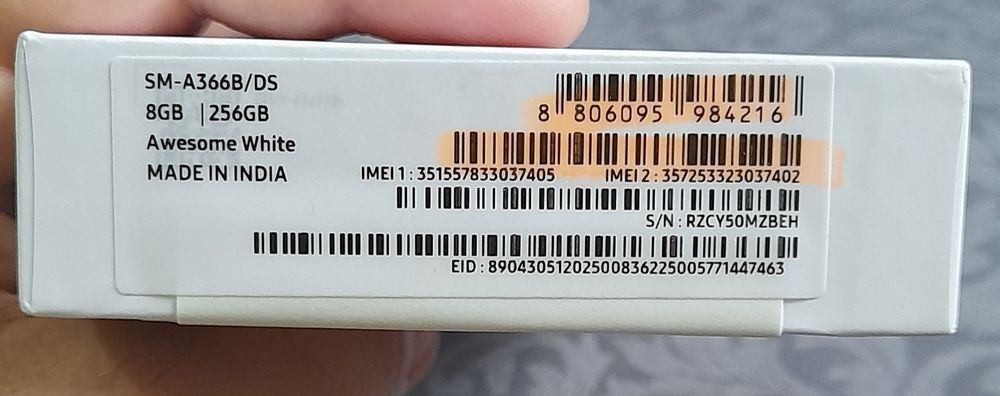 SM-A366B/DS
8GB | 256GB
Awesome White
MADE IN INDIA
8 806095 984216
IMEI 1 : 351557833037405 IMEI 2 : 357253323037402
S/N : RZCY50MZBEH
EID : 89043051202500836225005771447463